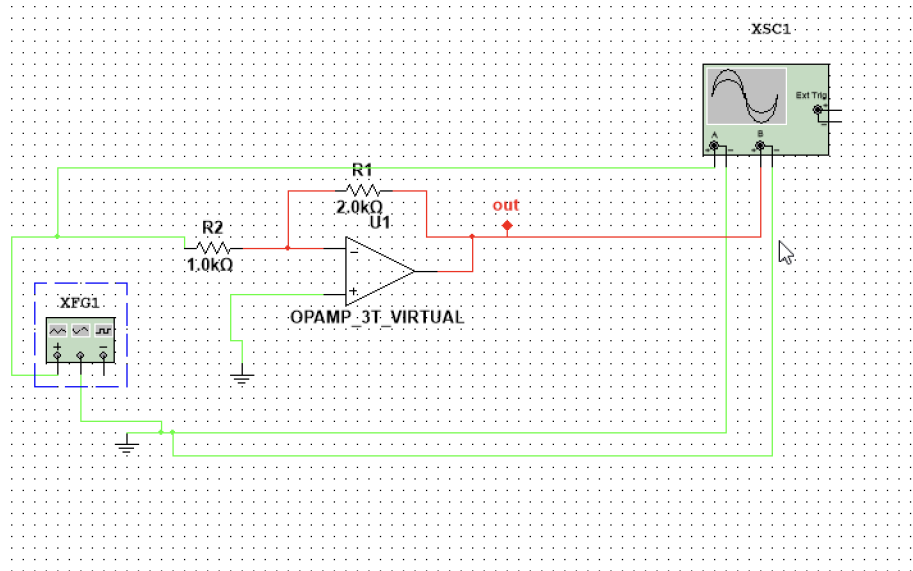 XSC1
Ext Trig
+
−
A
B
+ − + −
R1
2.0kΩ
U1
out
R2
1.0kΩ
−
+
OPAMP_3T_VIRTUAL
XFG1
+ −